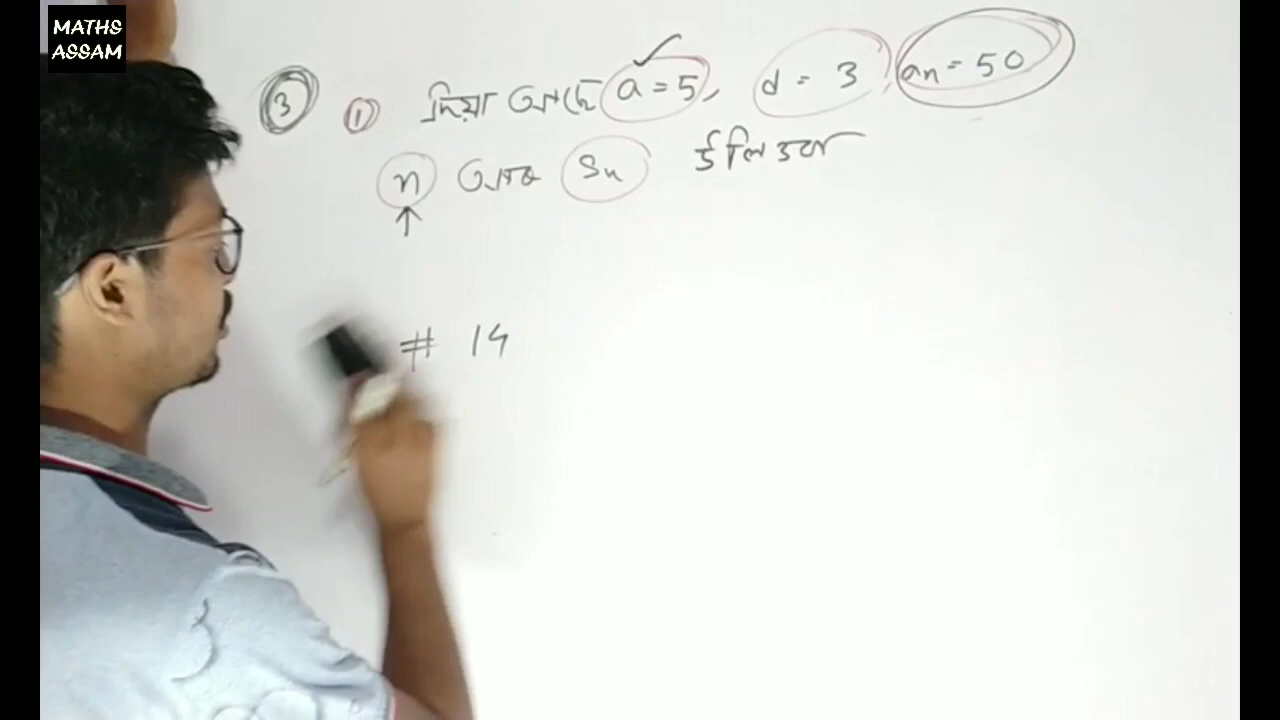 MATHS
ASSAM
3 1 দিয়া আছে a = 5, d = 3 an = 50
n আৰু Sn উলিওৱা
↑
# 14